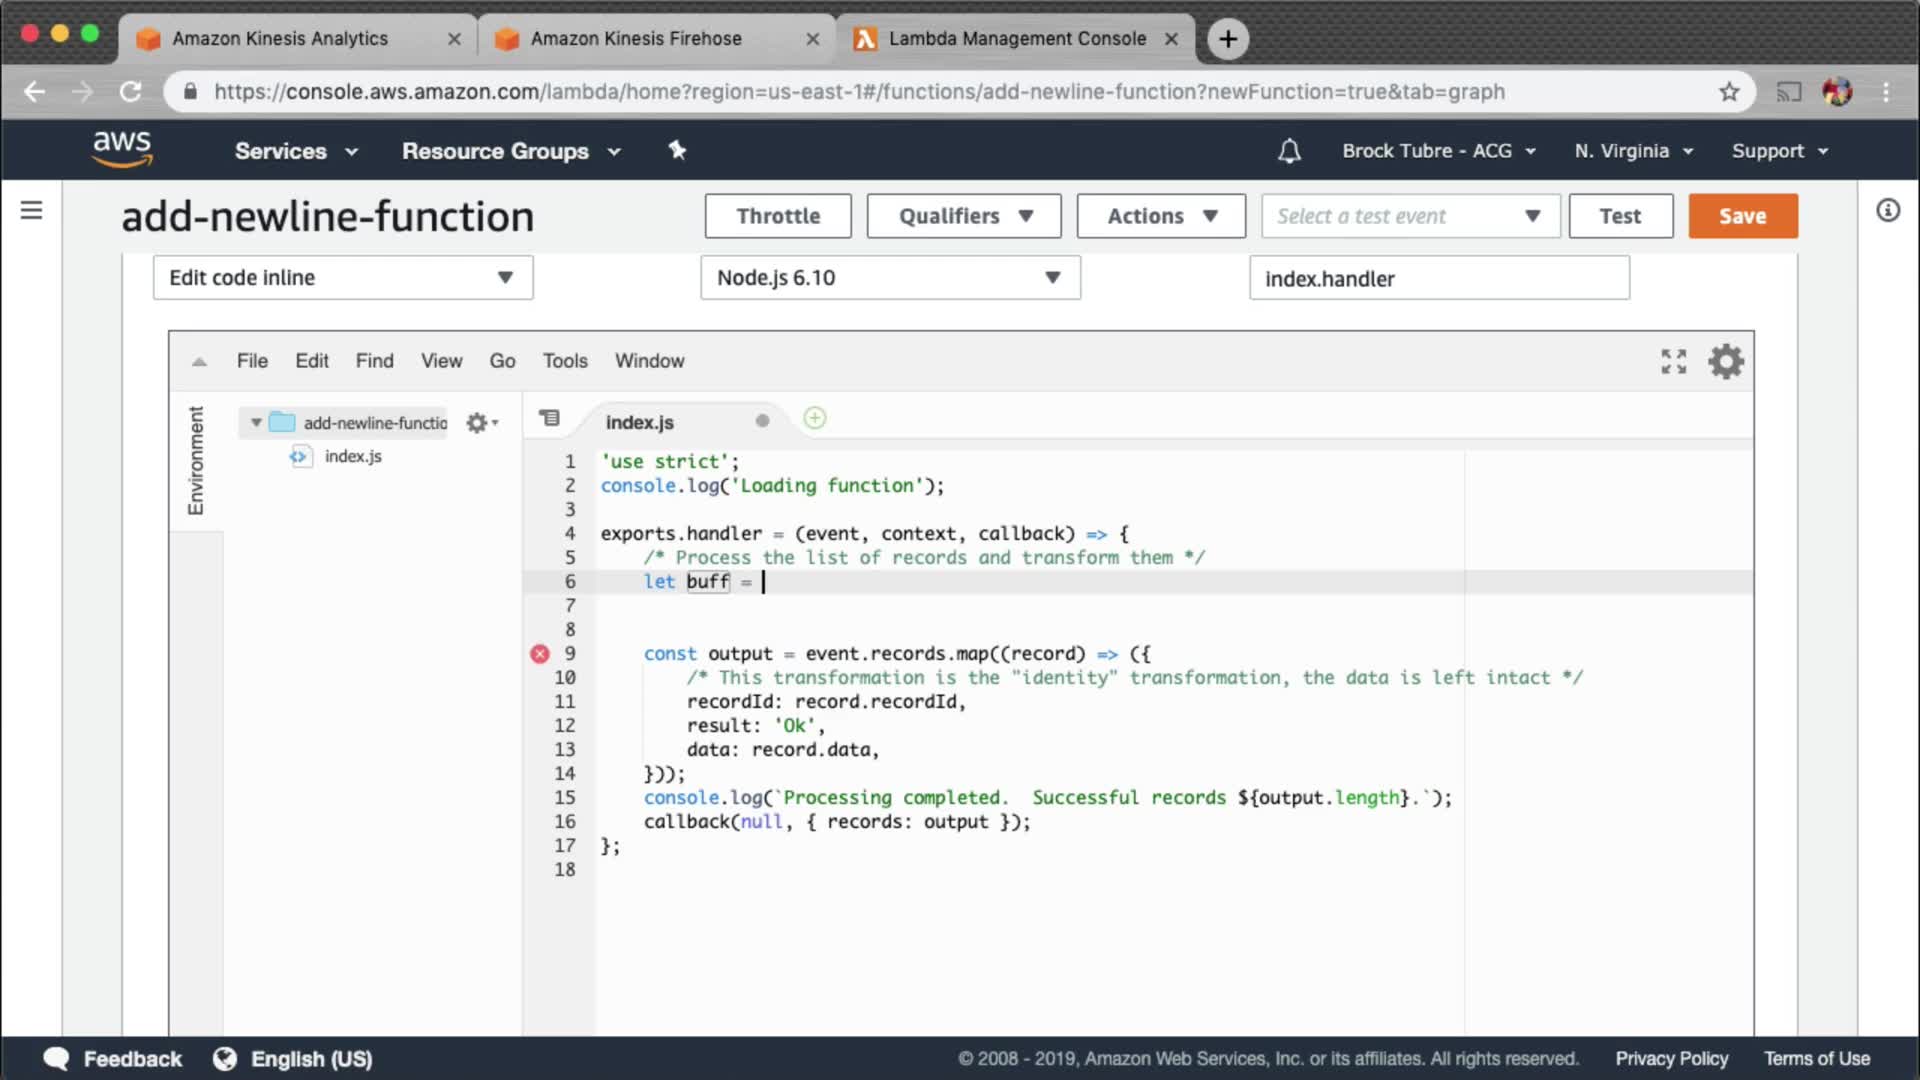 Amazon Kinesis Analytics
Amazon Kinesis Firehose
Lambda Management Console
https://console.aws.amazon.com/lambda/home?region=us-east-1#/functions/add-newline-function?newFunction=true&tab=graph
aws
Services
Resource Groups
Brock Tubre - ACG
N. Virginia
Support
add-newline-function
Throttle
Qualifiers
Actions
Select a test event
Test
Save
Edit code inline
Node.js 6.10
index.handler
File Edit Find View Go Tools Window
Environment
add-newline-functio
index.js
index.js
1 'use strict';
2 console.log('Loading function');
3
4 exports.handler = (event, context, callback) => {
5 /* Process the list of records and transform them */
6 let buff =
7
8
9 const output = event.records.map((record) => ({
10 /* This transformation is the "identity" transformation, the data is left intact */
11 recordId: record.recordId,
12 result: 'Ok',
13 data: record.data,
14 }));
15 console.log(`Processing completed.  Successful records ${output.length}.`);
16 callback(null, { records: output });
17 };
18
Feedback
English (US)
© 2008 - 2019, Amazon Web Services, Inc. or its affiliates. All rights reserved.
Privacy Policy
Terms of Use